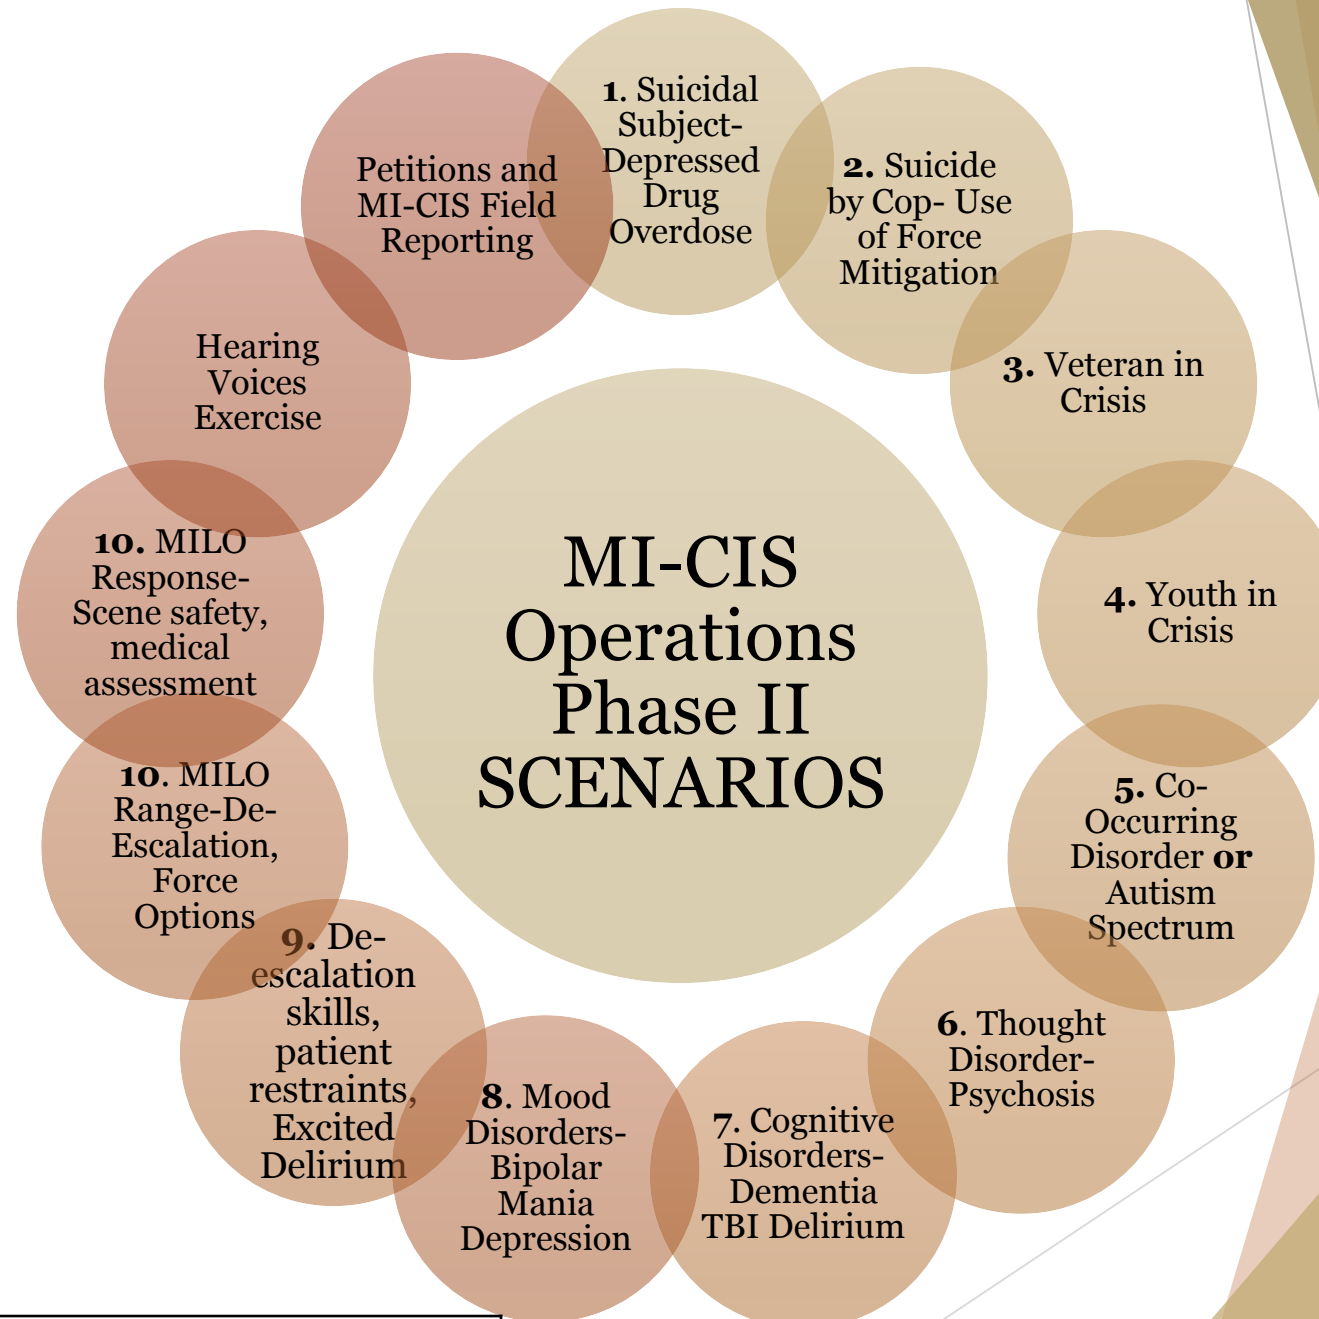 MI-CIS
Operations
Phase II
SCENARIOS
1. Suicidal
Subject-
Depressed
Drug
Overdose
2. Suicide
by Cop- Use
of Force
Mitigation
3. Veteran in
Crisis
4. Youth in
Crisis
5. Co-
Occurring
Disorder or
Autism
Spectrum
6. Thought
Disorder-
Psychosis
7. Cognitive
Disorders-
Dementia
TBI Delirium
8. Mood
Disorders-
Bipolar
Mania
Depression
9. De-
escalation
skills,
patient
restraints,
Excited
Delirium
10. MILO
Range-De-
Escalation,
Force
Options
10. MILO
Response-
Scene safety,
medical
assessment
Hearing
Voices
Exercise
Petitions and
MI-CIS Field
Reporting